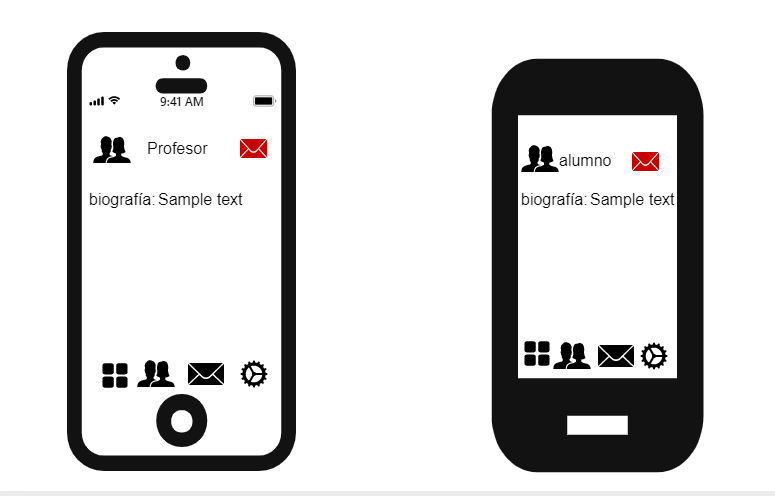 9:41 AM
Profesor
biografía: Sample text
alumno
biografía: Sample text